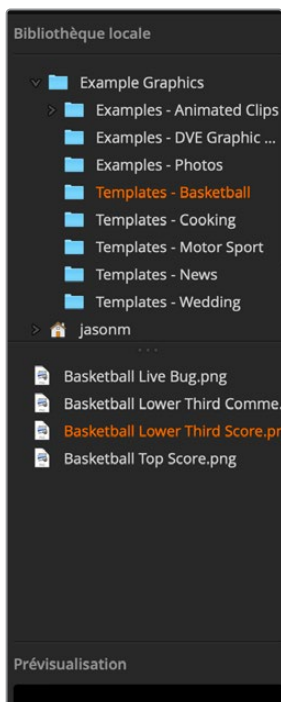 Bibliothèque locale
Example Graphics
Examples - Animated Clips
Examples - DVE Graphic ...
Examples - Photos
Templates - Basketball
Templates - Cooking
Templates - Motor Sport
Templates - News
Templates - Wedding
jasonm
Basketball Live Bug.png
Basketball Lower Third Comme.
Basketball Lower Third Score.pr
Basketball Top Score.png
Prévisualisation